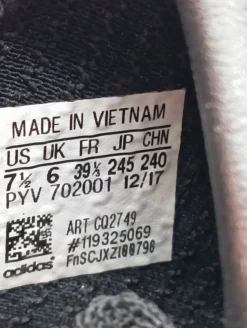 MADE IN VIETNAM
US UK FR JP CHN
7½ 6 39⅓ 245 240
PYV 702001 12/17
ART CQ2749
#119325069
adidas